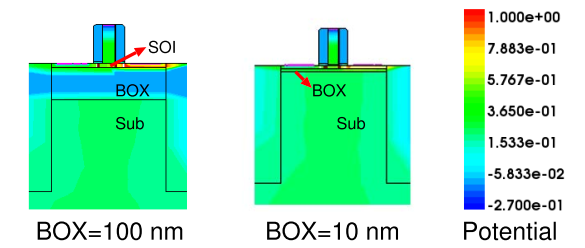 SOI
BOX
Sub
BOX=100 nm
BOX
Sub
BOX=10 nm
1.000e+00
7.883e-01
5.767e-01
3.650e-01
1.533e-01
-5.833e-02
-2.700e-01
Potential